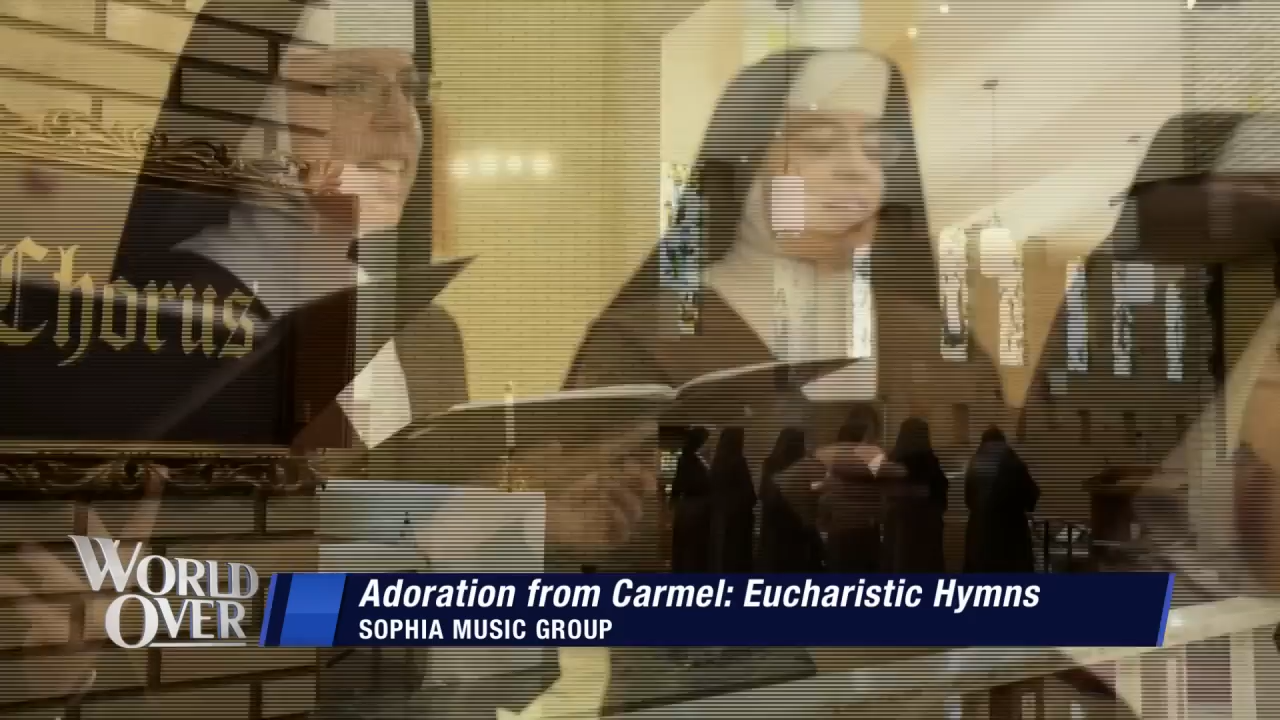 Chorus
WORLD
OVER
Adoration from Carmel: Eucharistic Hymns
SOPHIA MUSIC GROUP